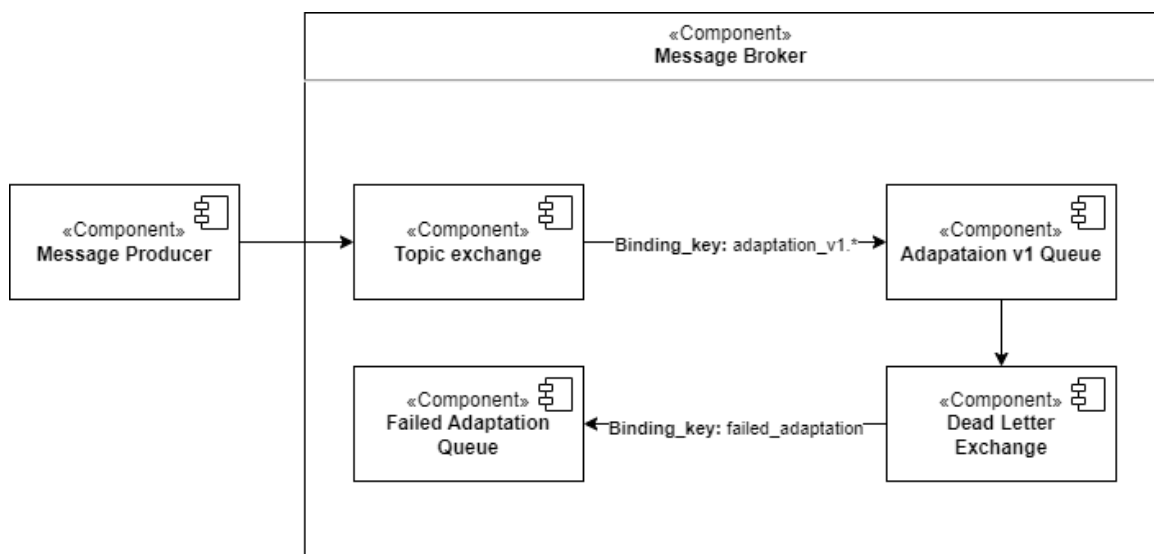 «Component»
Message Broker
«Component»
Message Producer
«Component»
Topic exchange
Binding_key: adaptation_v1.*
«Component»
Adapataion v1 Queue
«Component»
Failed Adaptation
Queue
Binding_key: failed_adaptation
«Component»
Dead Letter
Exchange